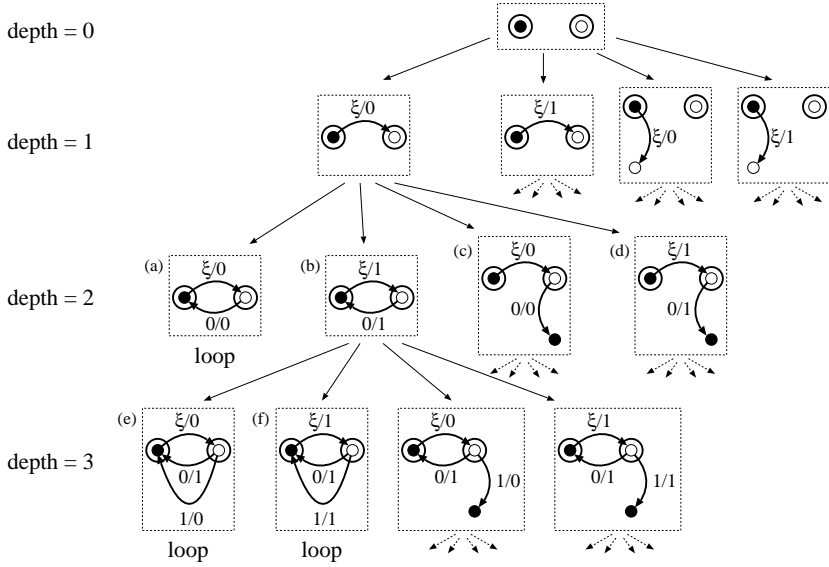 depth = 0
ξ/0
ξ/1
ξ/0
ξ/1
depth = 1
(a)
ξ/0
0/0
loop
(b)
ξ/1
0/1
(c)
ξ/0
0/0
(d)
ξ/1
0/1
depth = 2
(e)
ξ/0
0/1
1/0
loop
(f)
ξ/1
0/1
1/1
loop
ξ/0
0/1
1/0
ξ/1
0/1
1/1
depth = 3